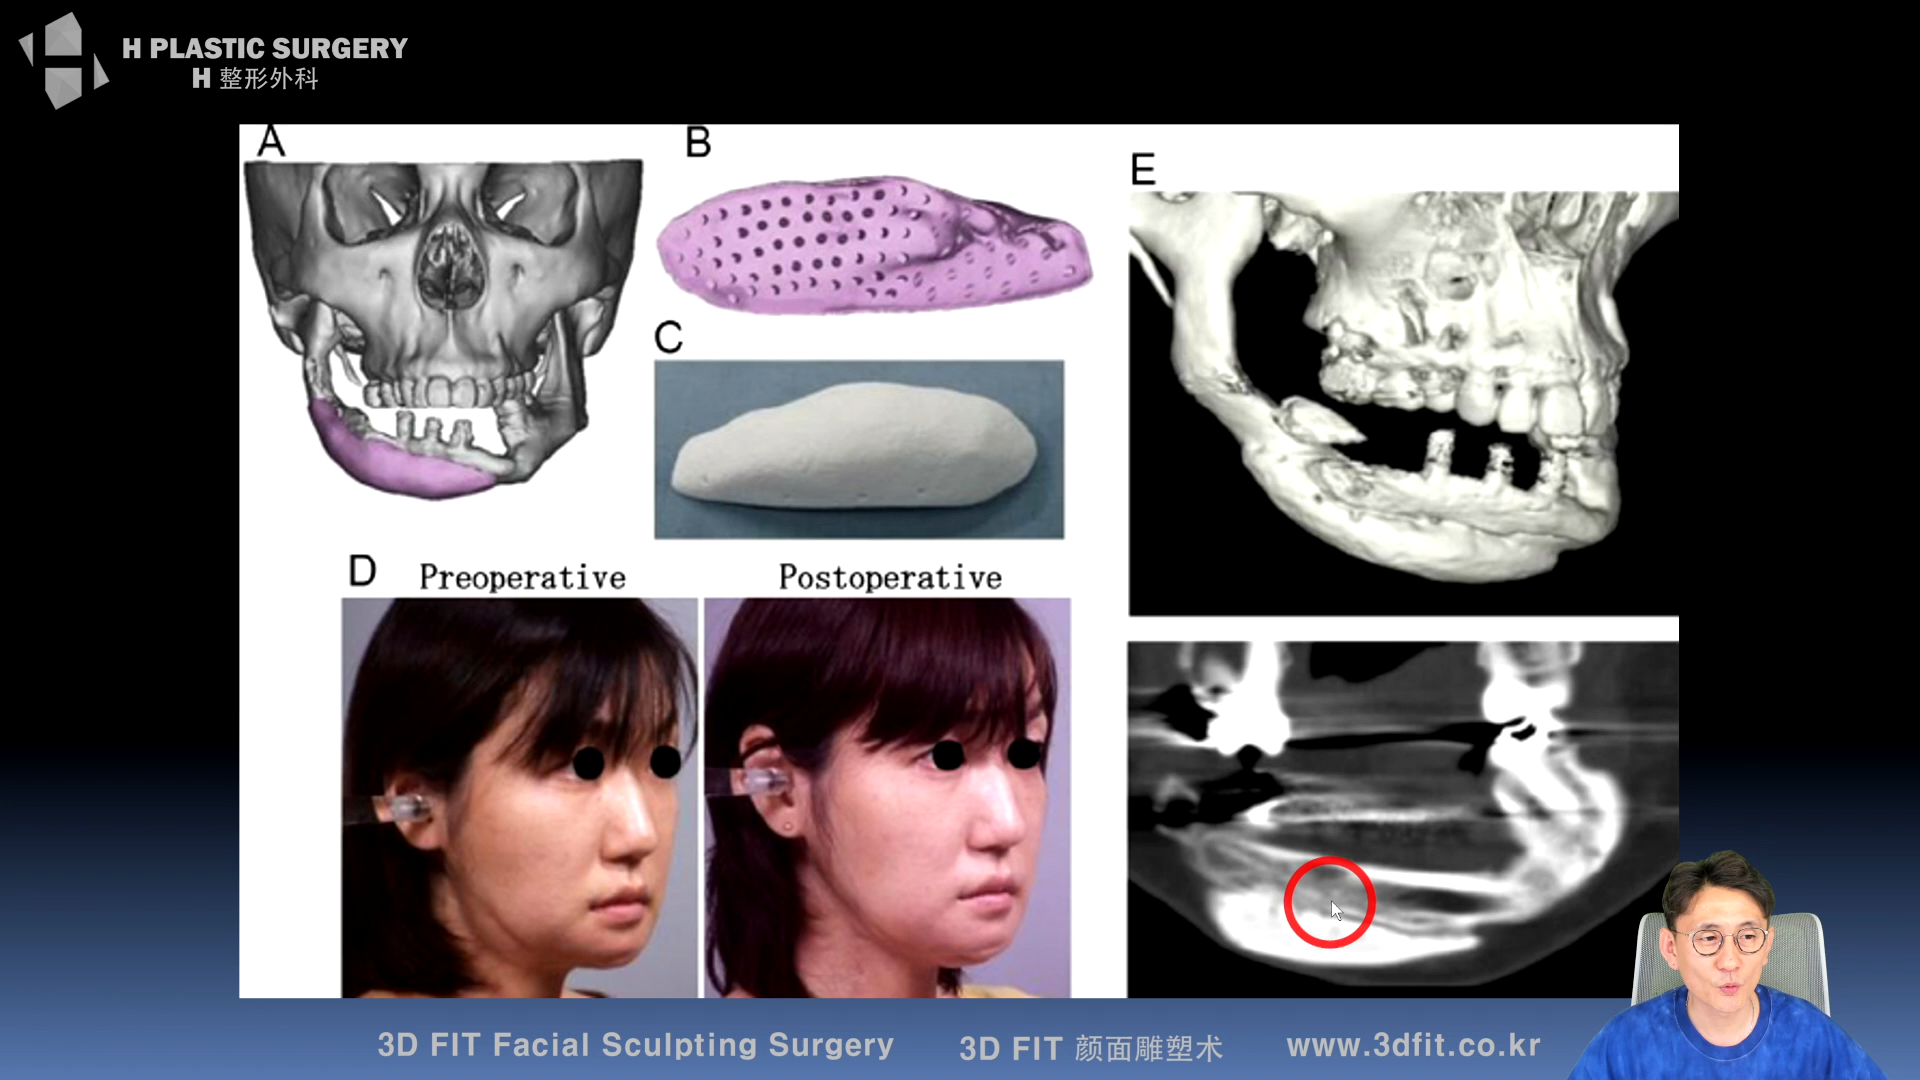 H PLASTIC SURGERY
H 整形外科
A
B
C
D
E
Preoperative
Postoperative
3D FIT Facial Sculpting Surgery
3D FIT 颜面雕塑术
www.3dfit.co.kr